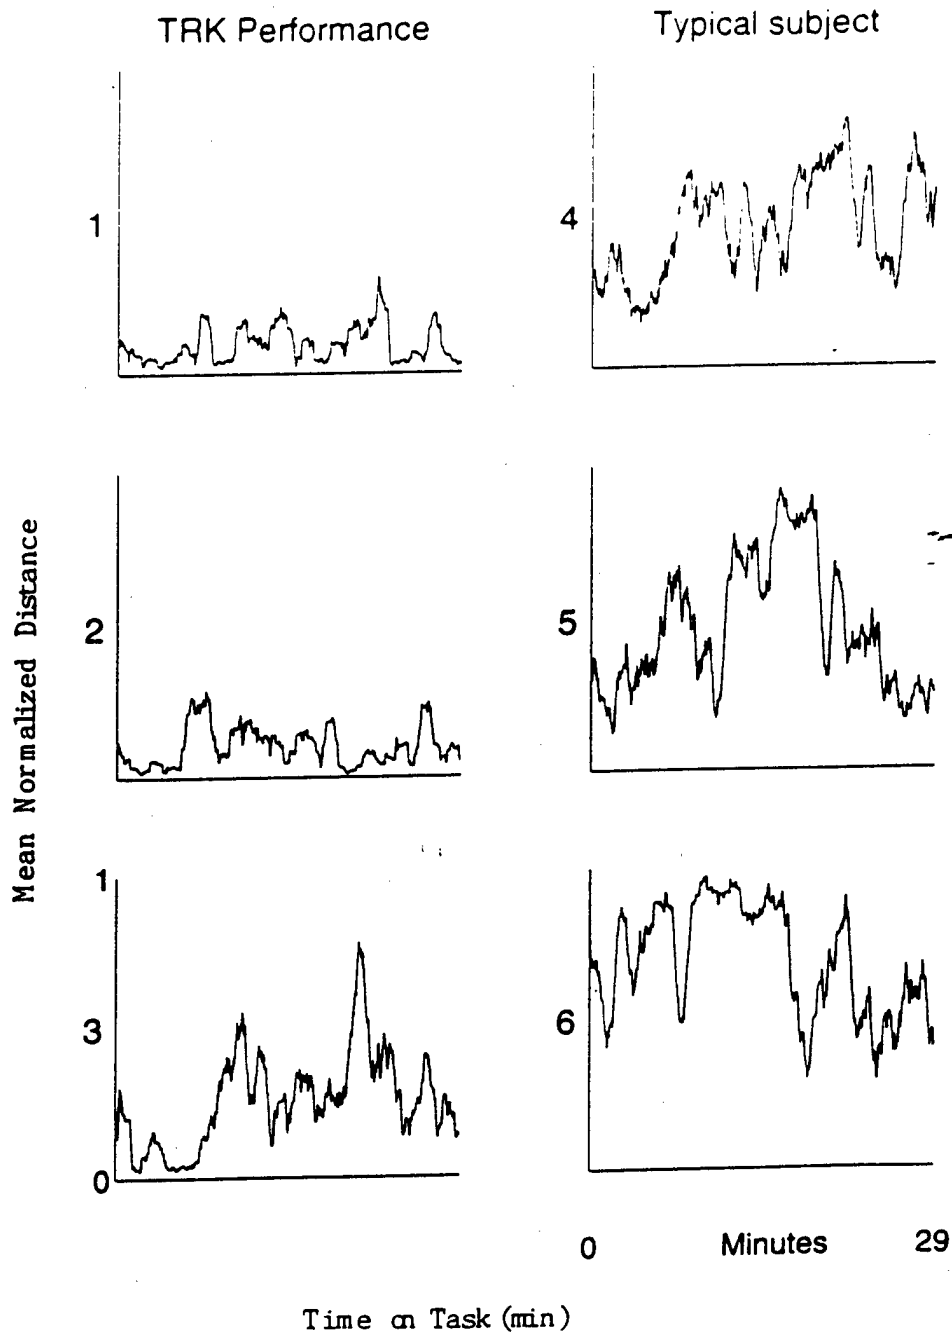 TRK Performance
Typical subject
1
4
Mean Normalized Distance
2
5
1
3
0
6
0 Minutes 29
Time on Task (min)